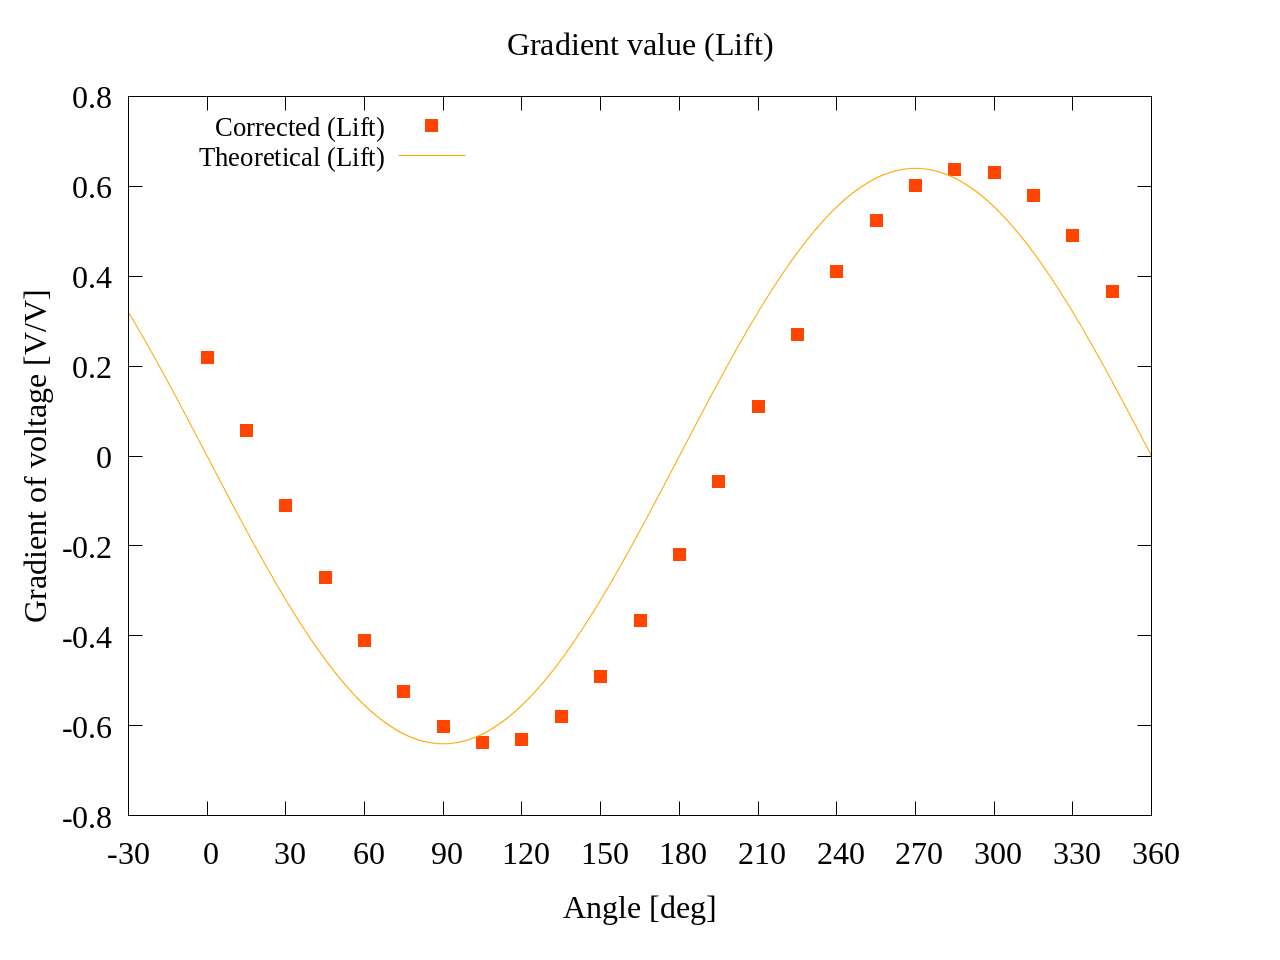 Gradient value (Lift)
Corrected (Lift)
Theoretical (Lift)
0.8
0.6
0.4
0.2
0
-0.2
-0.4
-0.6
-0.8
Gradient of voltage [V/V]
-30 0 30 60 90 120 150 180 210 240 270 300 330 360
Angle [deg]